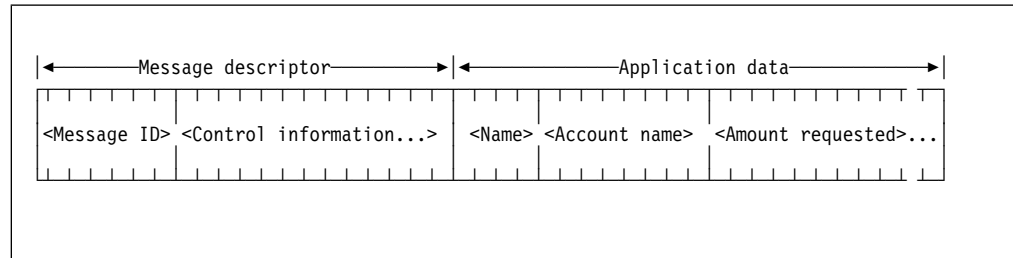 Message descriptor Application data
<Message ID> <Control information...> <Name> <Account name> <Amount requested>...